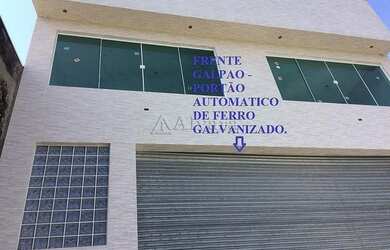 FRENTE
GALPAO -
PORTÃO
AUTOMATICO
DE FERRO
GALVANIZADO.